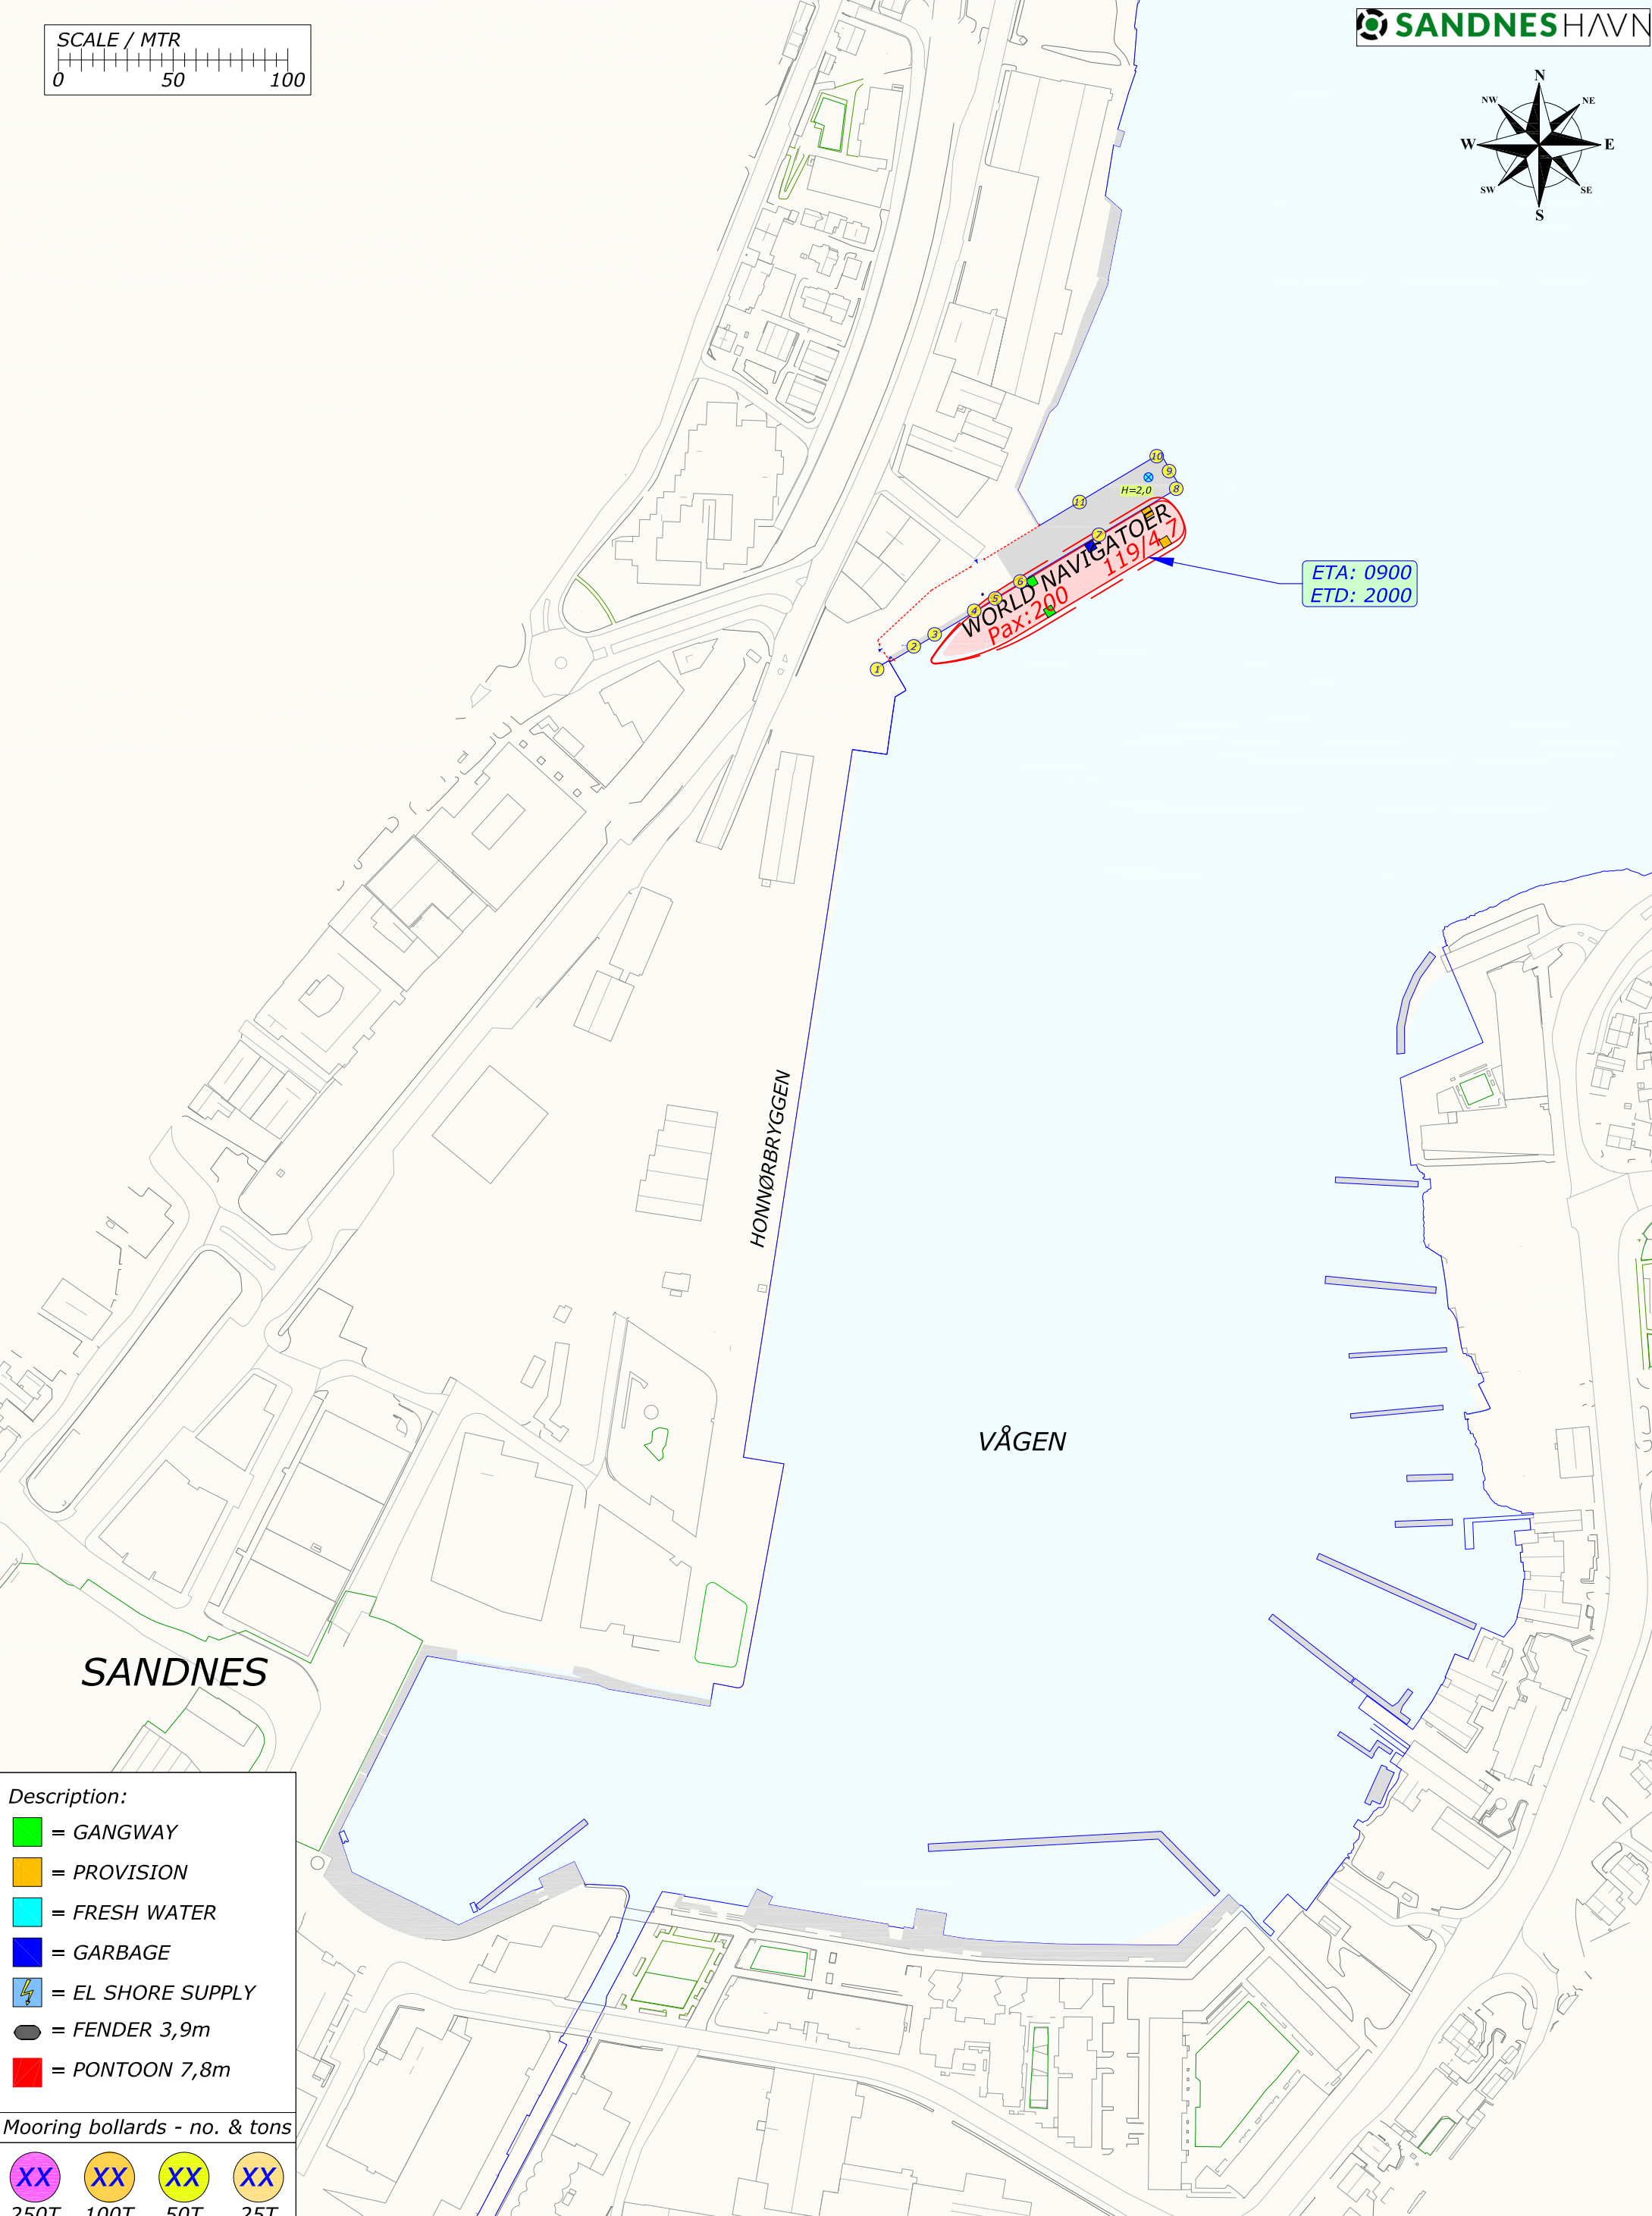 SCALE / MTR
0 50 100
SANDNESHAVN
N
NW NE
W E
SW SE
S
10
9
8
H=2,0
11
7
6
5
4
3
2
1
WORLD NAVIGATOER
119/4,7
Pax:200
ETA: 0900
ETD: 2000
HONNØRBRYGGEN
VÅGEN
SANDNES
Description:
= GANGWAY
= PROVISION
= FRESH WATER
= GARBAGE
= EL SHORE SUPPLY
= FENDER 3,9m
= PONTOON 7,8m
Mooring bollards - no. & tons
XX XX XX XX
250T 100T 50T 25T